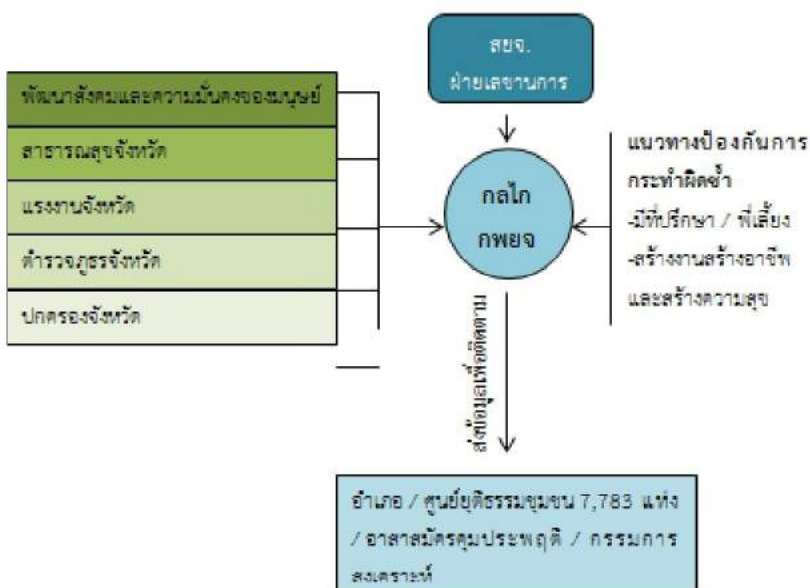 สยจ.
ฝ่ายเลขานการ
พัฒนาสังคมและความมั่นคงของมนุษย์
สาธารณสุขจังหวัด
แรงงานจังหวัด
ตำรวจภูธรจังหวัด
ปกครองจังหวัด
กลไก
กพยจ
แนวทางป้องกันการ
กระทำผิดซ้ำ
-มีที่ปรึกษา / พี่เลี้ยง
-สร้างงานสร้างอาชีพ
และสร้างความสุข
ส่งข้อมูลเพื่อติดตาม
อำเภอ / ศูนย์ยุติธรรมชุมชน 7,783 แห่ง
/ อาสาสมัครคุมประพฤติ / กรรมการ
สงเคราะห์